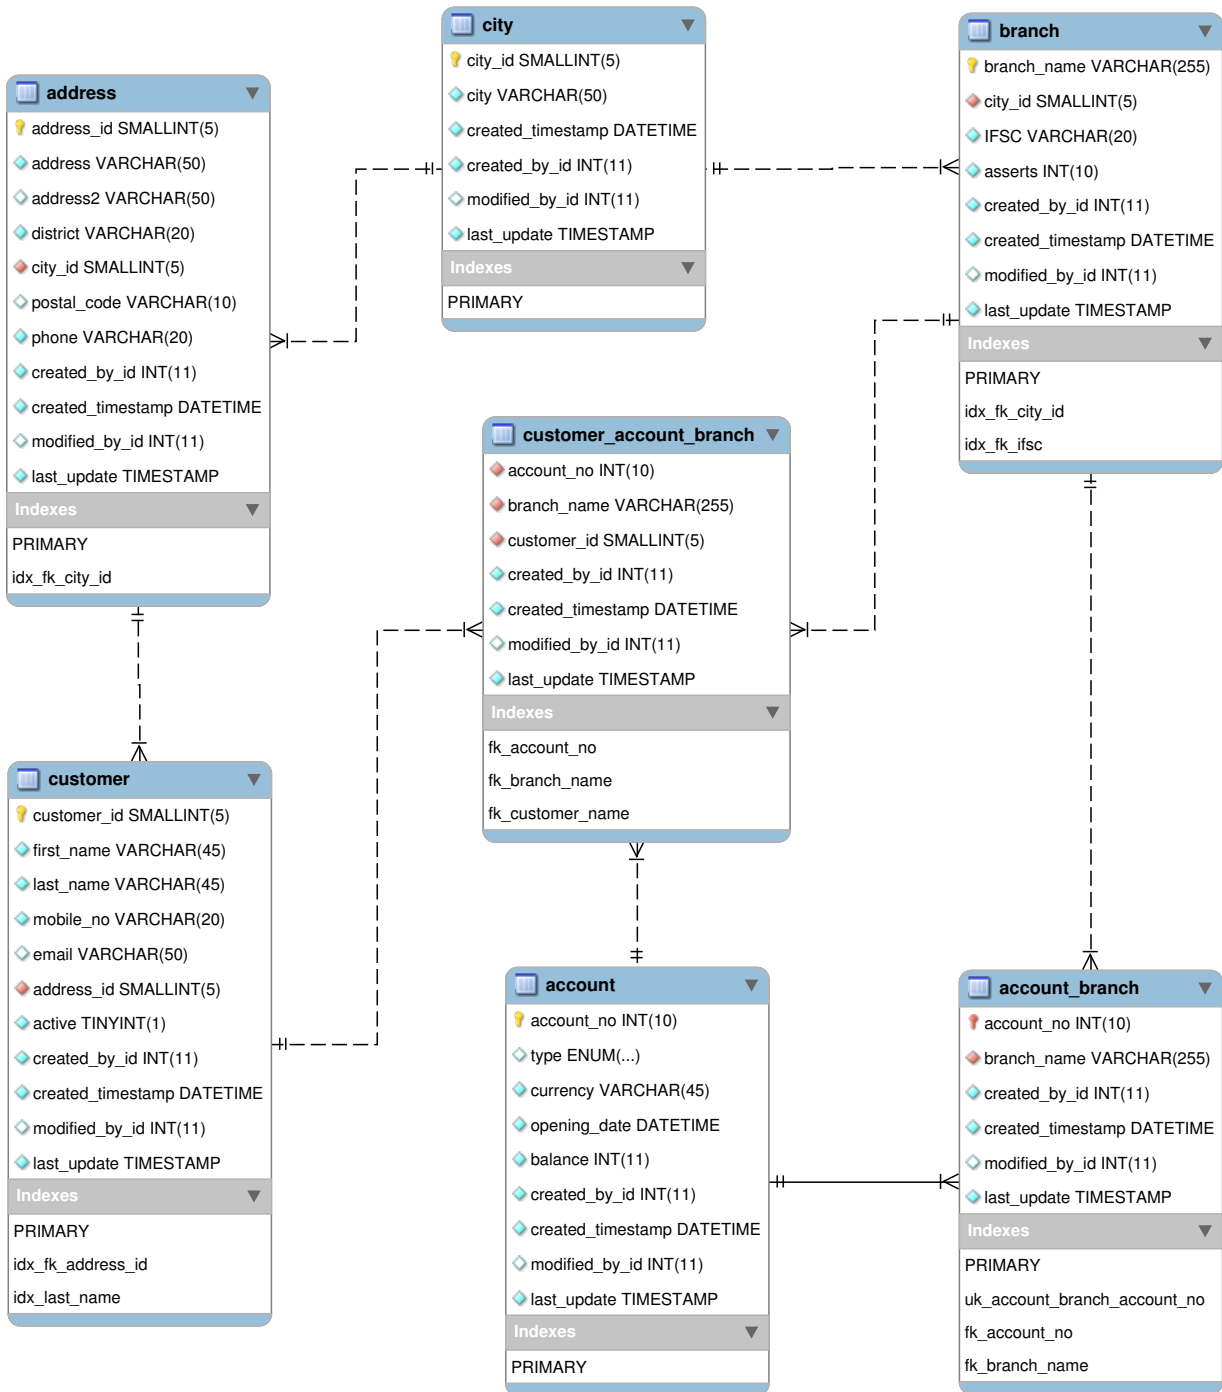 city
city_id SMALLINT(5)
city VARCHAR(50)
created_timestamp DATETIME
created_by_id INT(11)
modified_by_id INT(11)
last_update TIMESTAMP
Indexes
PRIMARY
branch
branch_name VARCHAR(255)
city_id SMALLINT(5)
IFSC VARCHAR(20)
asserts INT(10)
created_by_id INT(11)
created_timestamp DATETIME
modified_by_id INT(11)
last_update TIMESTAMP
Indexes
PRIMARY
idx_fk_city_id
idx_fk_ifsc
address
address_id SMALLINT(5)
address VARCHAR(50)
address2 VARCHAR(50)
district VARCHAR(20)
city_id SMALLINT(5)
postal_code VARCHAR(10)
phone VARCHAR(20)
created_by_id INT(11)
created_timestamp DATETIME
modified_by_id INT(11)
last_update TIMESTAMP
Indexes
PRIMARY
idx_fk_city_id
customer_account_branch
account_no INT(10)
branch_name VARCHAR(255)
customer_id SMALLINT(5)
created_by_id INT(11)
created_timestamp DATETIME
modified_by_id INT(11)
last_update TIMESTAMP
Indexes
fk_account_no
fk_branch_name
fk_customer_name
customer
customer_id SMALLINT(5)
first_name VARCHAR(45)
last_name VARCHAR(45)
mobile_no VARCHAR(20)
email VARCHAR(50)
address_id SMALLINT(5)
active TINYINT(1)
created_by_id INT(11)
created_timestamp DATETIME
modified_by_id INT(11)
last_update TIMESTAMP
Indexes
PRIMARY
idx_fk_address_id
idx_last_name
account
account_no INT(10)
type ENUM(...)
currency VARCHAR(45)
opening_date DATETIME
balance INT(11)
created_by_id INT(11)
created_timestamp DATETIME
modified_by_id INT(11)
last_update TIMESTAMP
Indexes
PRIMARY
account_branch
account_no INT(10)
branch_name VARCHAR(255)
created_by_id INT(11)
created_timestamp DATETIME
modified_by_id INT(11)
last_update TIMESTAMP
Indexes
PRIMARY
uk_account_branch_account_no
fk_account_no
fk_branch_name